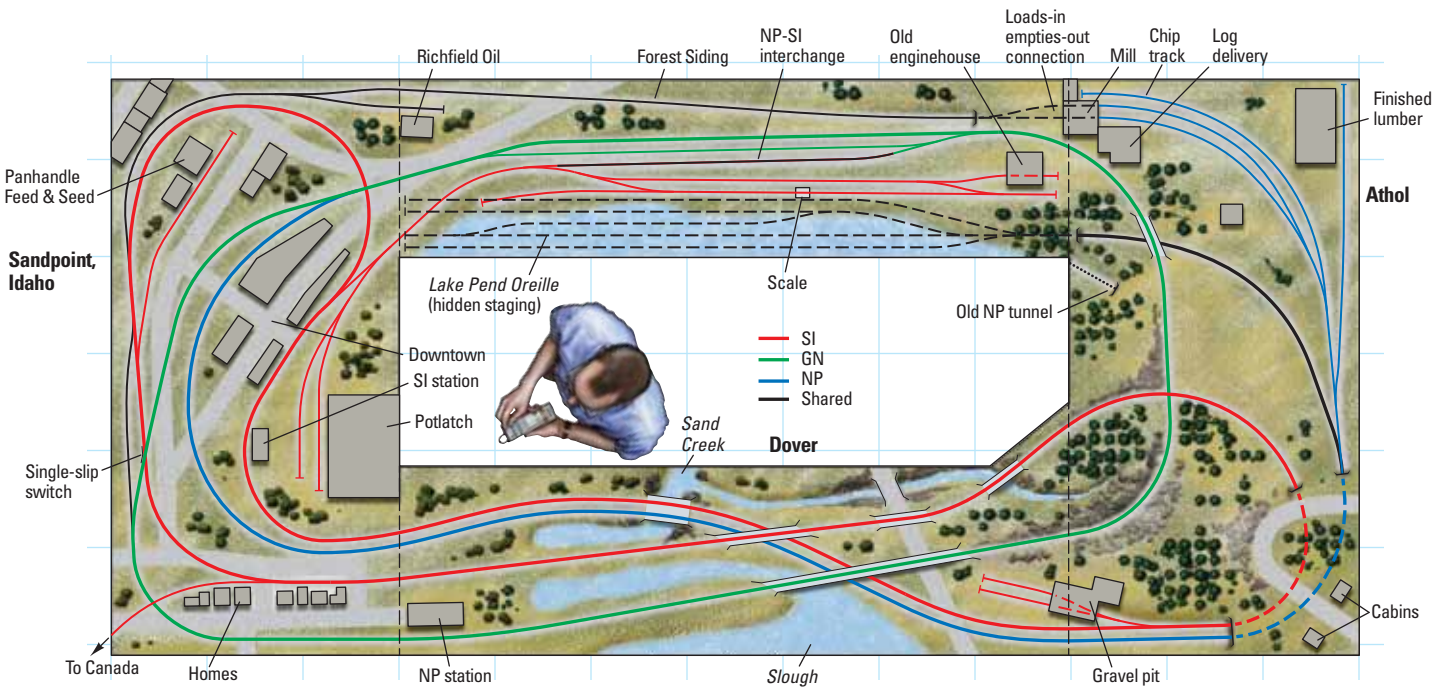 Richfield Oil
Forest Siding
NP-SI
interchange
Old
enginehouse
Loads-in
empties-out
connection
Mill
Chip
track
Log
delivery
Finished
lumber
Panhandle
Feed & Seed
Athol
Sandpoint,
Idaho
Lake Pend Oreille
(hidden staging)
Scale
Old NP tunnel
SI
GN
NP
Shared
Downtown
SI station
Potlatch
Sand
Creek
Dover
Single-slip
switch
Cabins
To Canada
Homes
NP station
Slough
Gravel pit